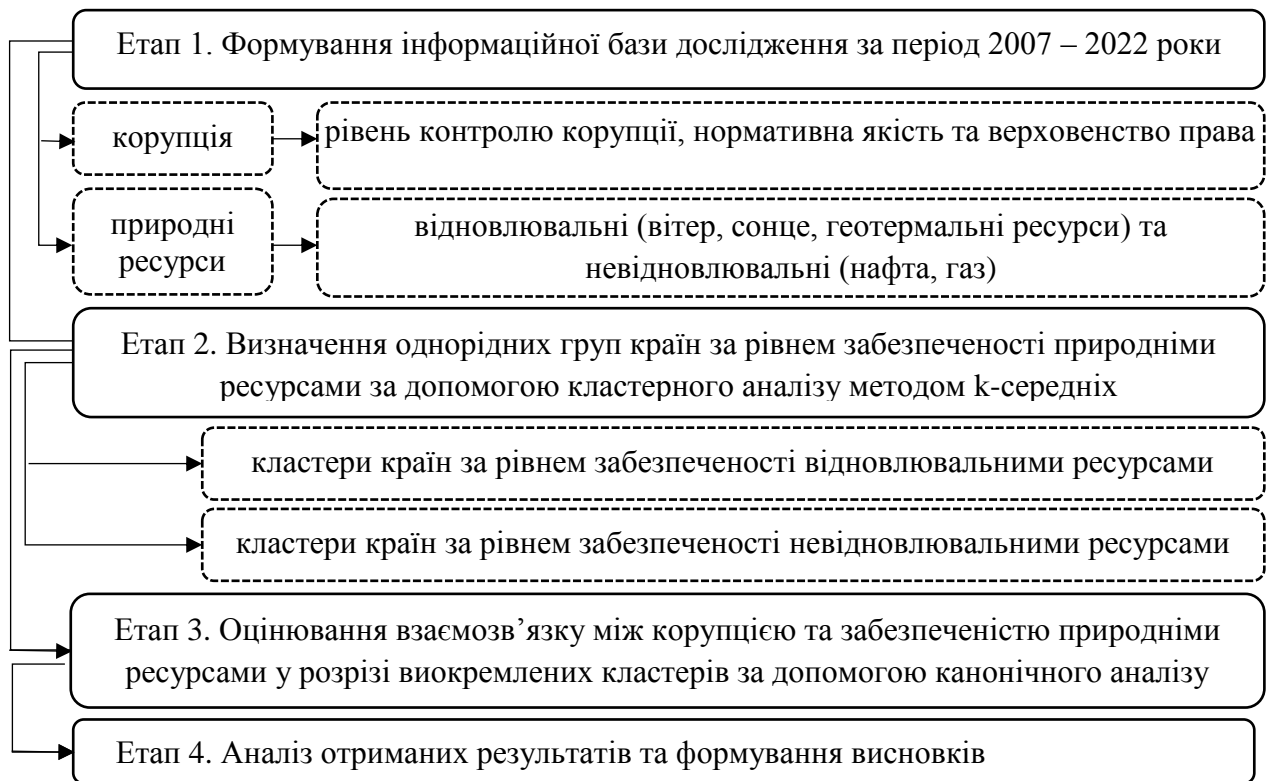 Етап 1. Формування інформаційної бази дослідження за період 2007 – 2022 роки
корупція
рівень контролю корупції, нормативна якість та верховенство права
природні
ресурси
відновлювальні (вітер, сонце, геотермальні ресурси) та
невідновлювальні (нафта, газ)
Етап 2. Визначення однорідних груп країн за рівнем забезпеченості природніми
ресурсами за допомогою кластерного аналізу методом k-середніх
кластери країн за рівнем забезпеченості відновлювальними ресурсами
кластери країн за рівнем забезпеченості невідновлювальними ресурсами
Етап 3. Оцінювання взаємозв’язку між корупцією та забезпеченістю природніми
ресурсами у розрізі виокремлених кластерів за допомогою канонічного аналізу
Етап 4. Аналіз отриманих результатів та формування висновків